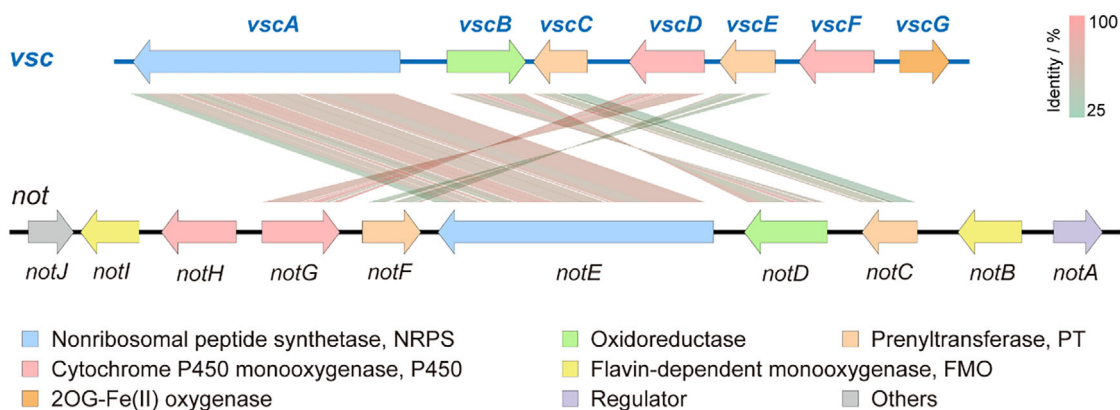 vscA vscB vscC vscD vscE vscF vscG
vsc
100
Identity / %
25
not
notJ notI notH notG notF notE notD notC notB notA
Nonribosomal peptide synthetase, NRPS Oxidoreductase Prenyltransferase, PT
Cytochrome P450 monooxygenase, P450 Flavin-dependent monooxygenase, FMO
2OG-Fe(II) oxygenase Regulator Others